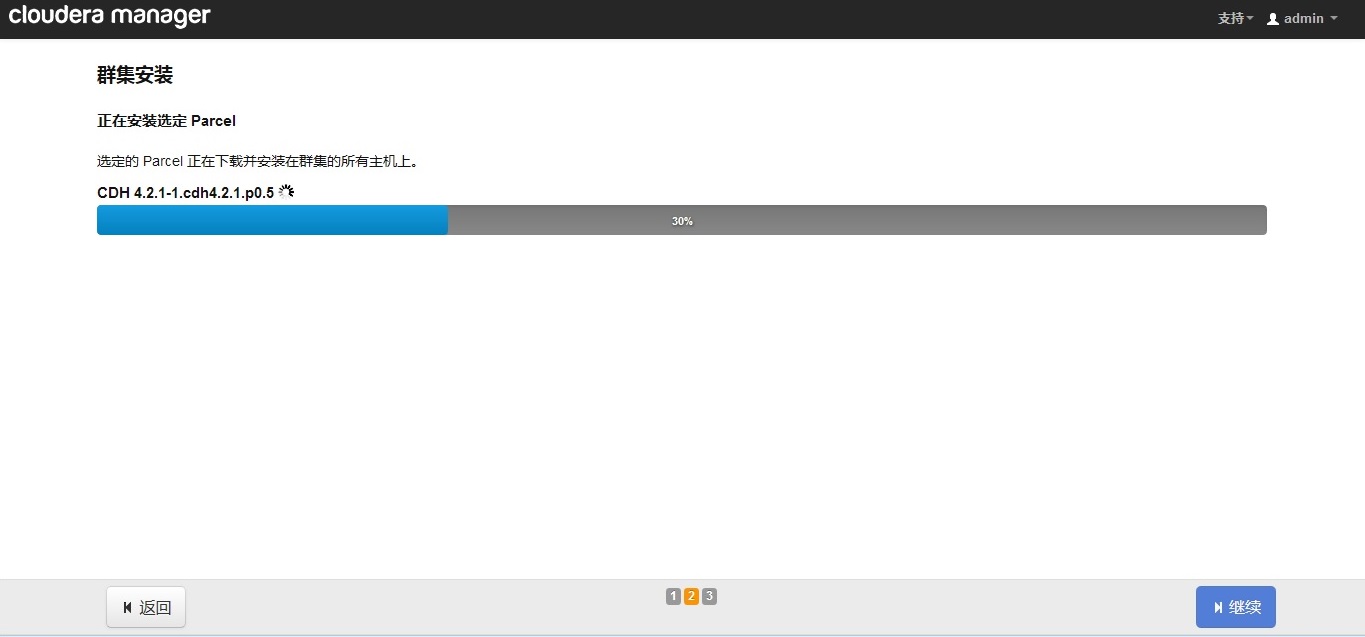 cloudera manager
支持 admin
群集安装
正在安装选定 Parcel
选定的 Parcel 正在下载并安装在群集的所有主机上。
CDH 4.2.1-1.cdh4.2.1.p0.5
30%
返回 1 2 3 继续